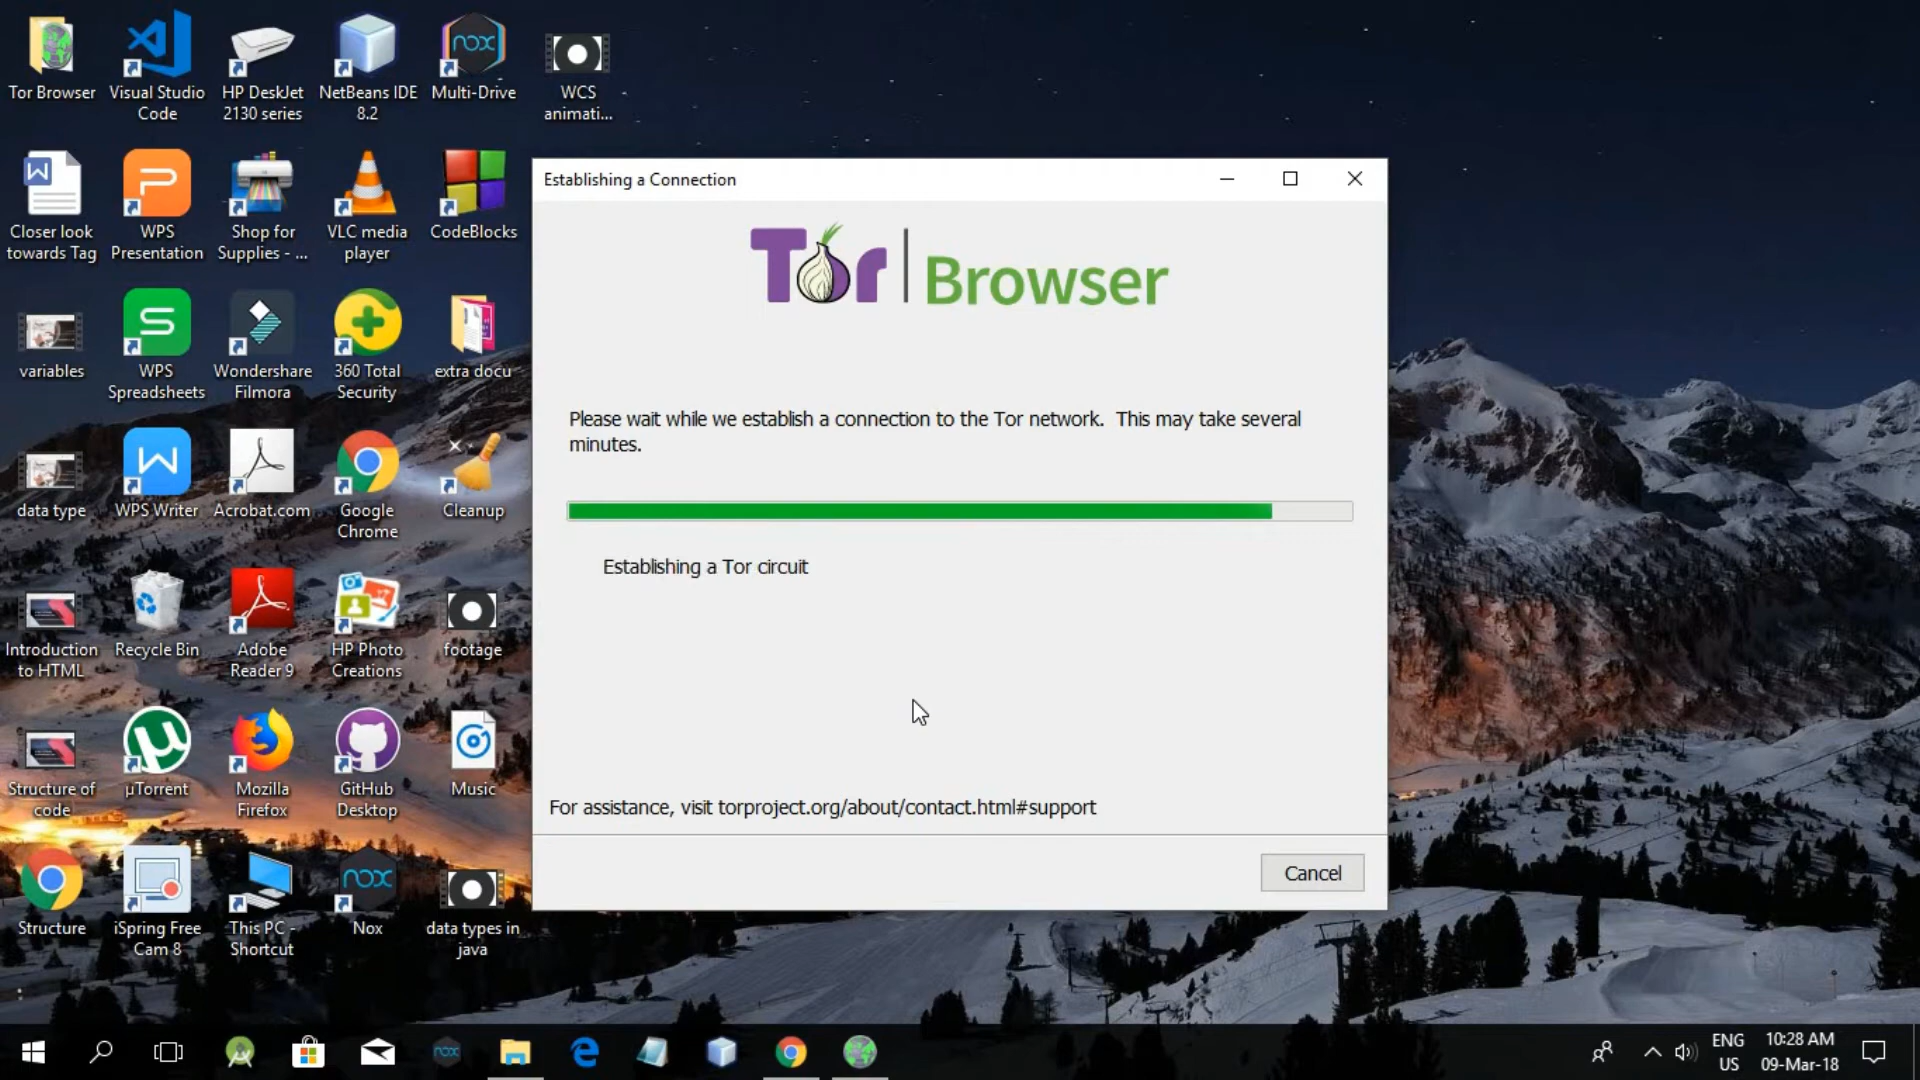 Tor Browser
Visual Studio
Code
HP DeskJet
2130 series
NetBeans IDE
8.2
nox
Multi-Drive
WCS
animati...
Closer look
towards Tag
WPS
Presentation
Shop for
Supplies - ...
VLC media
player
CodeBlocks
variables
WPS
Spreadsheets
Wondershare
Filmora
360 Total
Security
extra docu
data type
WPS Writer
Acrobat.com
Google
Chrome
Cleanup
Introduction
to HTML
Recycle Bin
Adobe
Reader 9
HP Photo
Creations
footage
Structure of
code
µTorrent
Mozilla
Firefox
GitHub
Desktop
Music
Structure
iSpring Free
Cam 8
This PC -
Shortcut
nox
Nox
data types in
java
Establishing a Connection
Tor Browser
Please wait while we establish a connection to the Tor network. This may take several
minutes.
Establishing a Tor circuit
For assistance, visit torproject.org/about/contact.html#support
Cancel
nox
ENG
US
10:28 AM
09-Mar-18